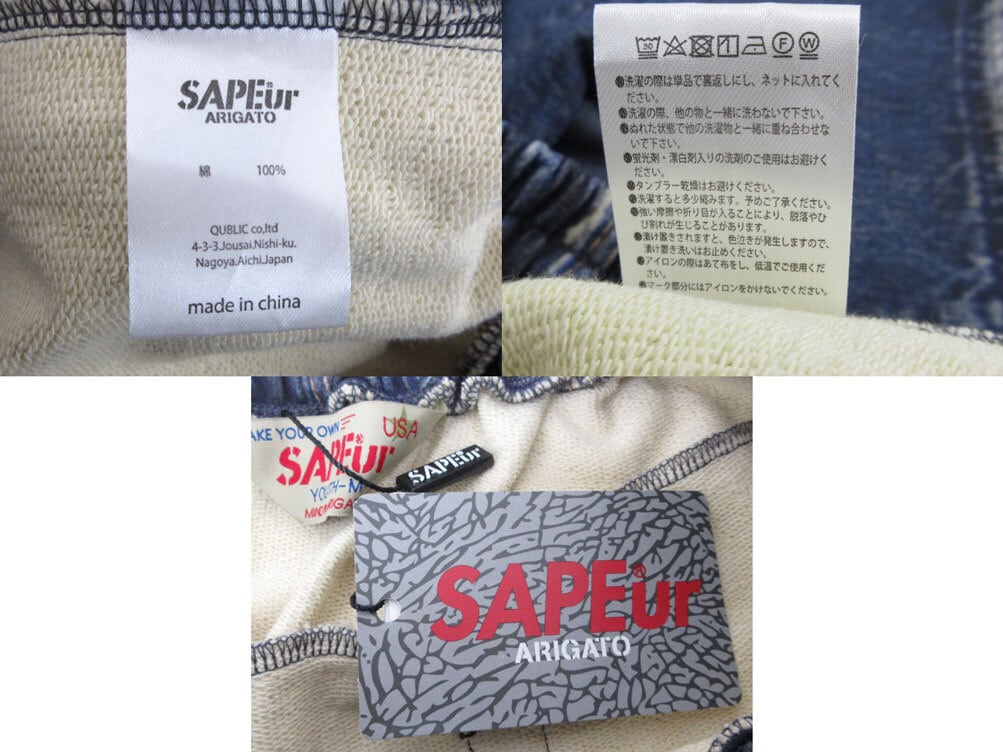 SAPEur®
ARIGATO
綿 100%
QUBLIC co,ltd
4-3-3.Jousai.Nishi-ku.
Nagoya.Aichi.Japan
made in china
30 F W
●洗濯の際は単品で裏返しにし、ネットに入れてく
ださい。
●洗濯の際、他の物と一緒に洗わないで下さい。
●ぬれた状態で他の洗濯物と一緒に重ね合わせな
いで下さい。
●蛍光剤・漂白剤入りの洗剤のご使用はお避けく
ださい。
●タンブラー乾燥はお避けください。
●洗濯すると多少縮みます。予めご了承ください。
●強い摩擦や折り目が入ることにより、脱落やひ
び割れが生じることがあります。
●漬け置きされますと、色泣きが発生しますので、
漬け洗いはお止めください。
●アイロンの際はあて布をし、低温でご使用くだ
さい。
●マーク部分にはアイロンをかけないでください。
AKE YOUR OWN USA
SAPEur®
YOUTH-M
SAPEur
SAPEur®
ARIGATO